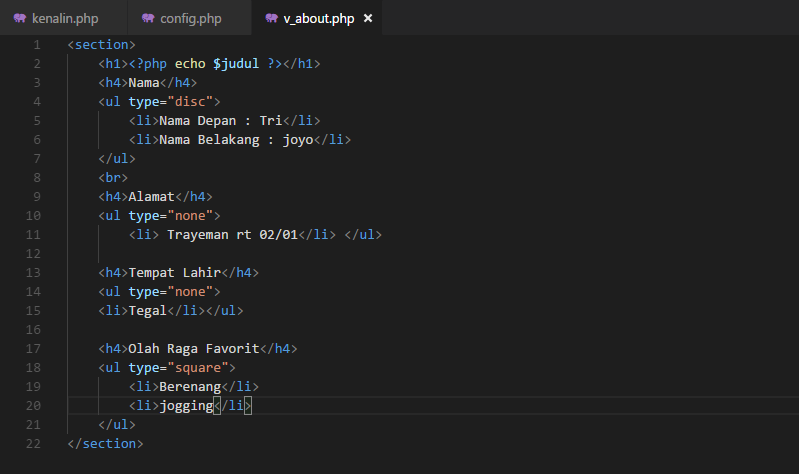 kenalin.php config.php v_about.php ×
1 <section>
2 <h1><?php echo $judul ?></h1>
3 <h4>Nama</h4>
4 <ul type="disc">
5 <li>Nama Depan : Tri</li>
6 <li>Nama Belakang : joyo</li>
7 </ul>
8 <br>
9 <h4>Alamat</h4>
10 <ul type="none">
11 <li> Trayeman rt 02/01</li> </ul>
12
13 <h4>Tempat Lahir</h4>
14 <ul type="none">
15 <li>Tegal</li></ul>
16
17 <h4>Olah Raga Favorit</h4>
18 <ul type="square">
19 <li>Berenang</li>
20 <li>jogging</li>
21 </ul>
22 </section>